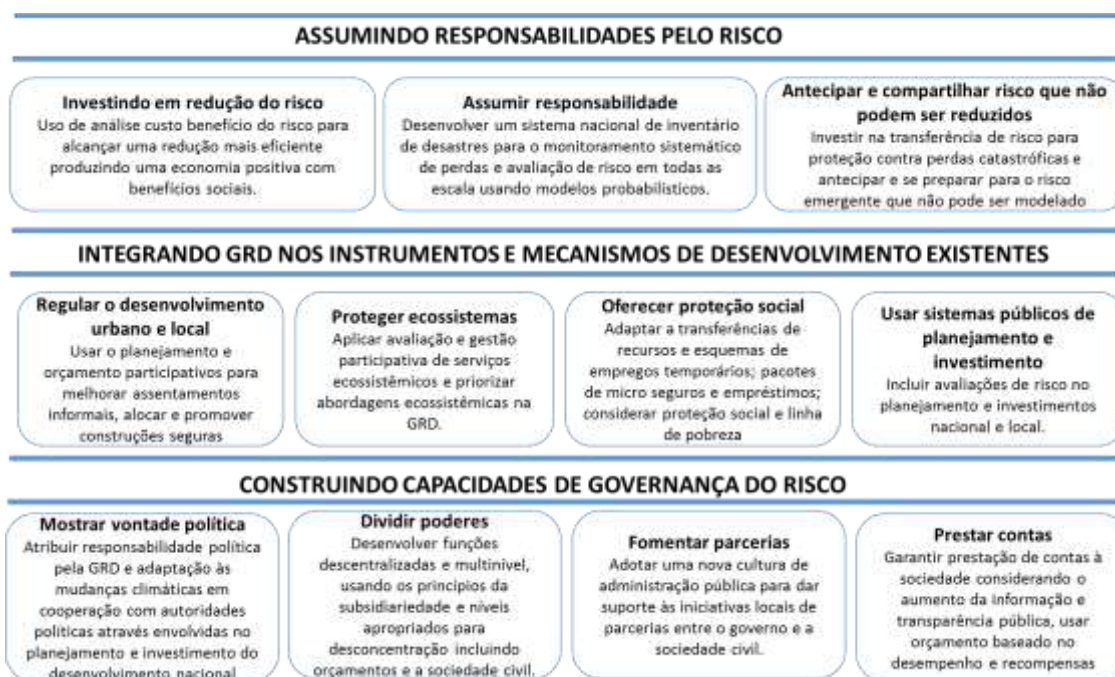 ASSUMINDO RESPONSABILIDADES PELO RISCO
Investindo em redução do risco
Uso de análise custo benefício do risco para
alcançar uma redução mais eficiente
produzindo uma economia positiva com
benefícios sociais.
Assumir responsabilidade
Desenvolver um sistema nacional de inventário
de desastres para o monitoramento sistemático
de perdas e avaliação de risco em todas as
escala usando modelos probabilísticos.
Antecipar e compartilhar risco que não
podem ser reduzidos
Investir na transferência de risco para
proteção contra perdas catastróficas e
antecipar e se preparar para o risco
emergente que não pode ser modelado
INTEGRANDO GRD NOS INSTRUMENTOS E MECANISMOS DE DESENVOLVIMENTO EXISTENTES
Regular o desenvolvimento
urbano e local
Usar o planejamento e
orçamento participativos para
melhorar assentamentos
informais, alocar e promover
construções seguras
Proteger ecossistemas
Aplicar avaliação e gestão
participativa de serviços
ecossistêmicos e priorizar
abordagens ecossistêmicas na
GRD.
Oferecer proteção social
Adaptar a transferências de
recursos e esquemas de
empregos temporários; pacotes
de micro seguros e empréstimos;
considerar proteção social e linha
de pobreza
Usar sistemas públicos de
planejamento e
investimento
Incluir avaliações de risco no
planejamento e investimentos
nacional e local.
CONSTRUINDO CAPACIDADES DE GOVERNANÇA DO RISCO
Mostrar vontade política
Atribuir responsabilidade política
pela GRD e adaptação às
mudanças climáticas em
cooperação com autoridades
políticas através envolvidas no
planejamento e investimento do
desenvolvimento nacional
Dividir poderes
Desenvolver funções
descentralizadas e multinível,
usando os princípios da
subsidiariedade e níveis
apropriados para
desconcentração incluindo
orçamentos e a sociedade civil.
Fomentar parcerias
Adotar uma nova cultura de
administração pública para dar
suporte às iniciativas locais de
parcerias entre o governo e a
sociedade civil.
Prestar contas
Garantir prestação de contas à
sociedade considerando o
aumento da informação e
transparência pública, usar
orçamento baseado no
desempenho e recompensas